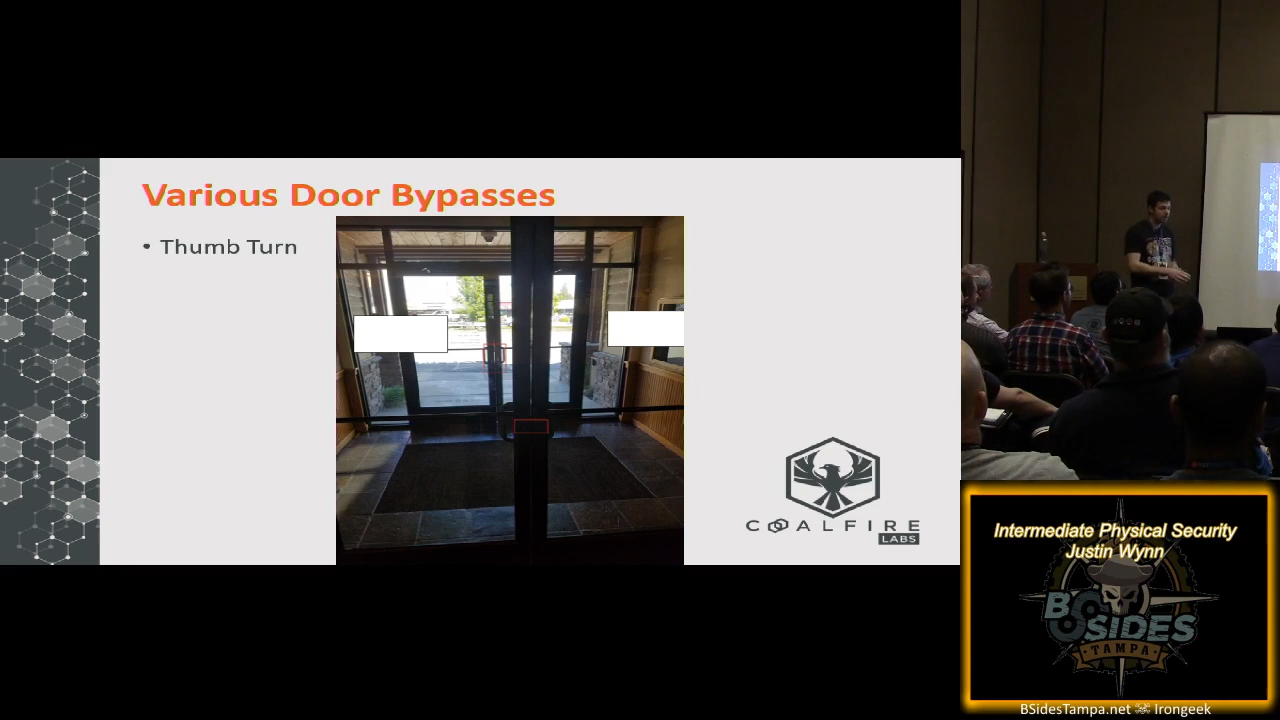 Various Door Bypasses
• Thumb Turn
COALFIRE
LABS
Intermediate Physical Security
Justin Wynn
BSIDES
TAMPA
BSidesTampa.net Irongeek